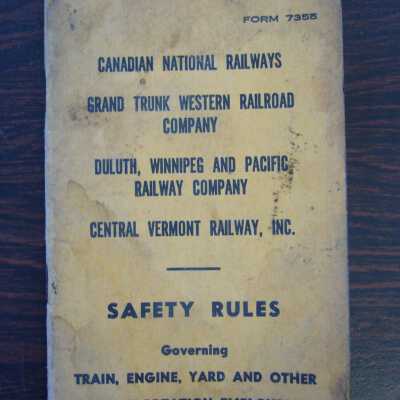 FORM 7355
CANADIAN NATIONAL RAILWAYS
GRAND TRUNK WESTERN RAILROAD
COMPANY
DULUTH, WINNIPEG AND PACIFIC
RAILWAY COMPANY
CENTRAL VERMONT RAILWAY, INC.
SAFETY RULES
Governing
TRAIN, ENGINE, YARD AND OTHER